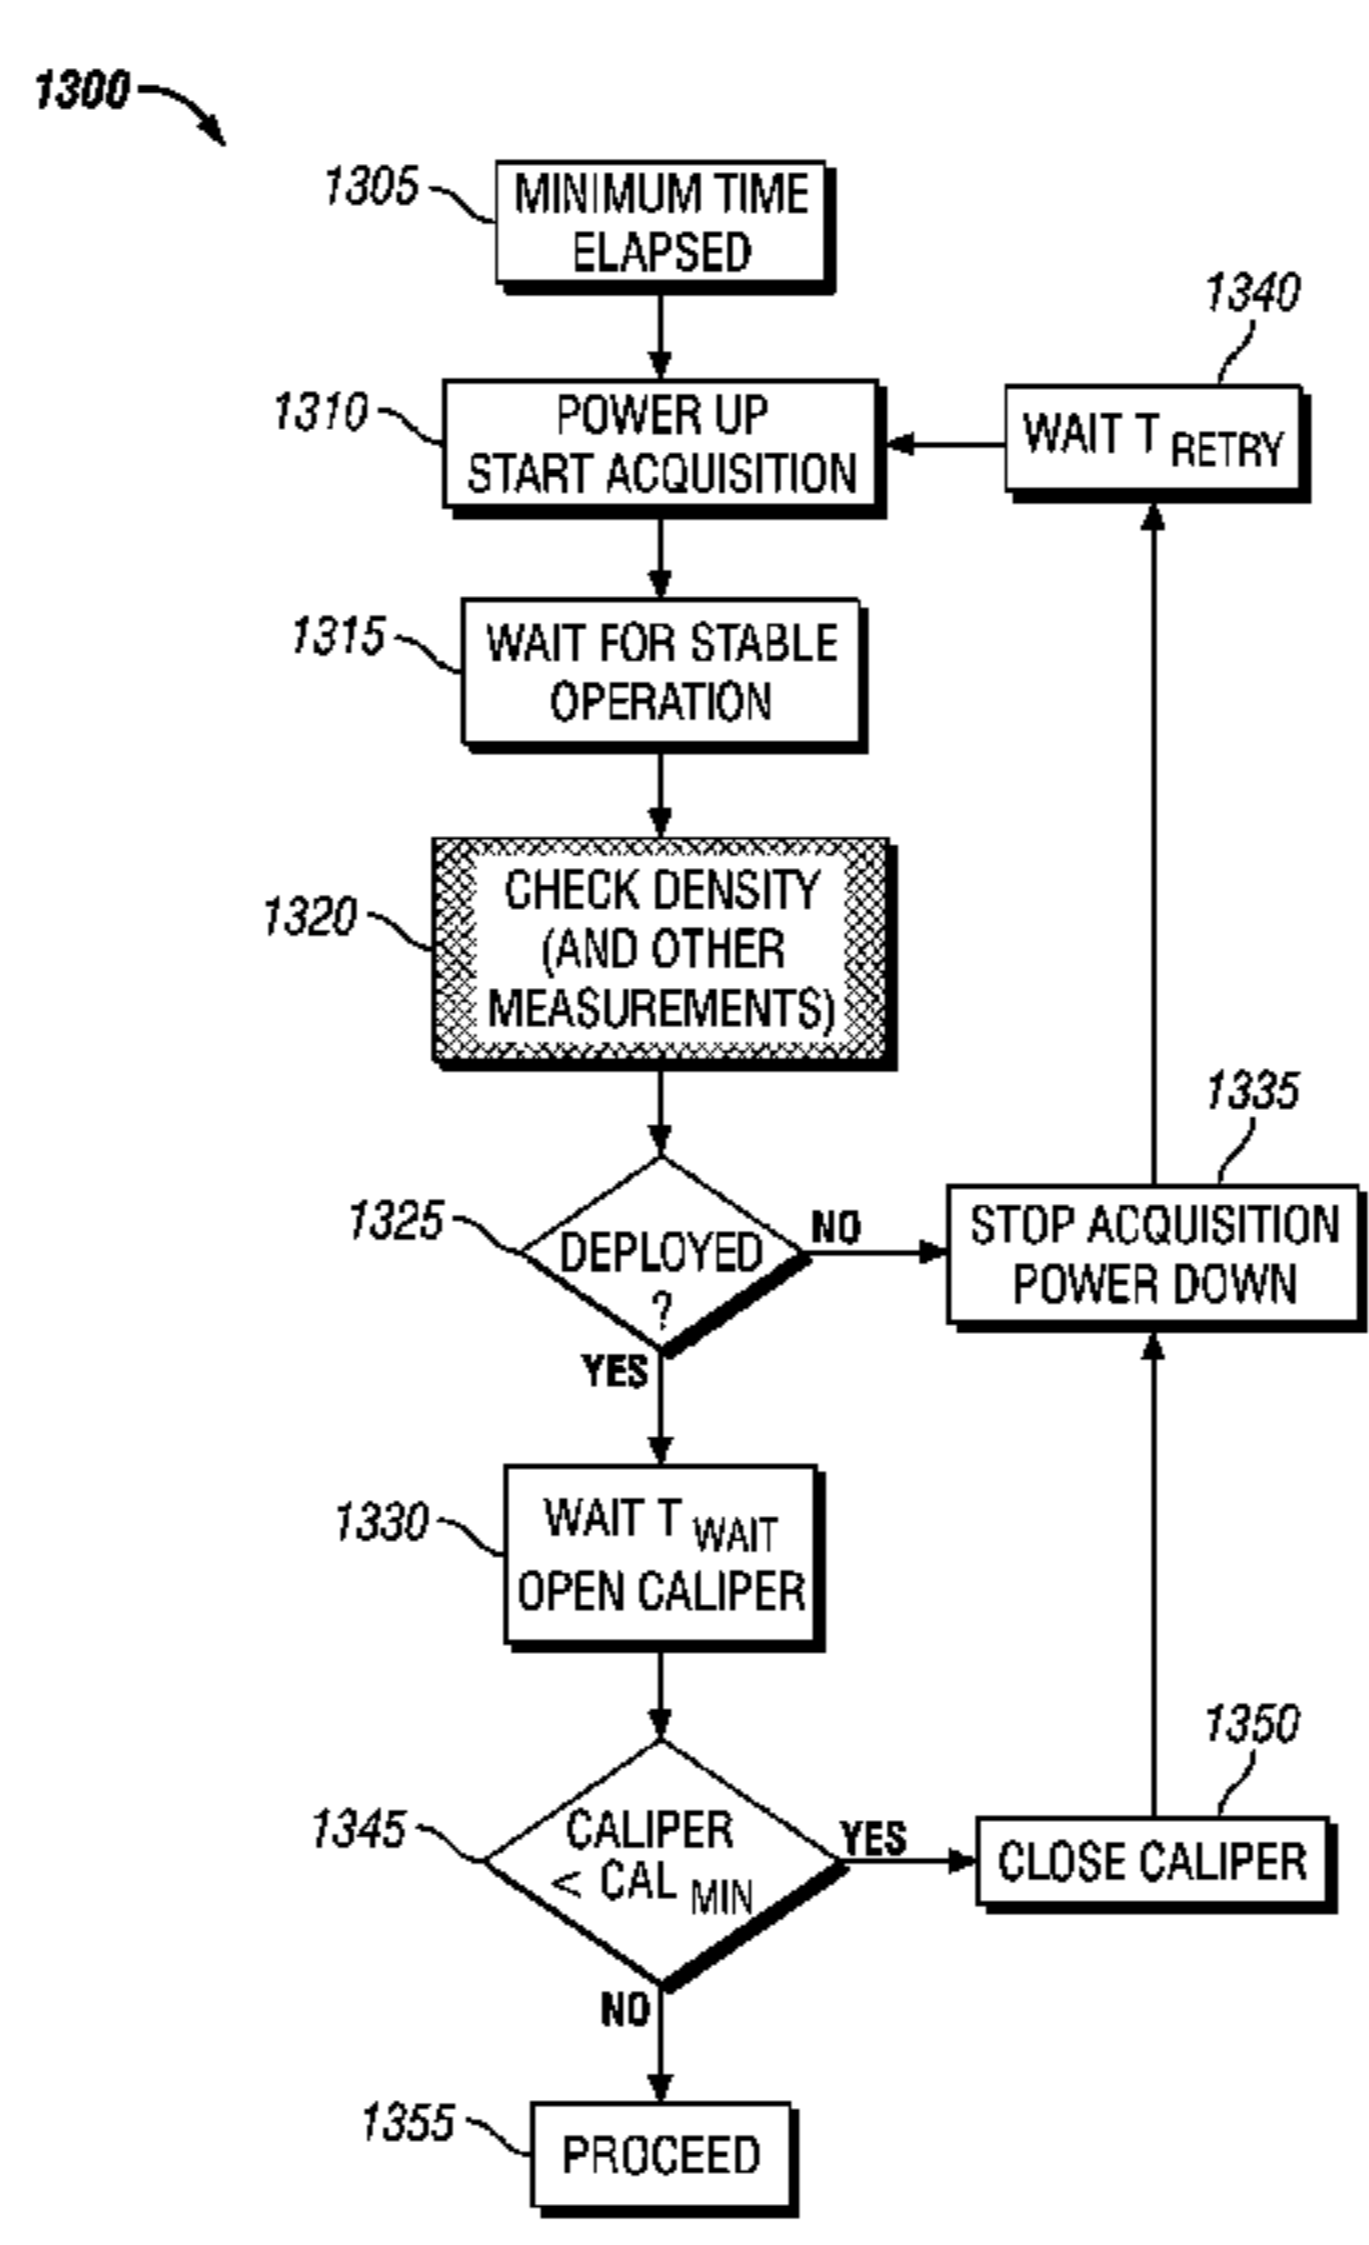 1300
1305
MINIMUM TIME
ELAPSED
1340
1310
POWER UP
START ACQUISITION
WAIT T RETRY
1315
WAIT FOR STABLE
OPERATION
1320
CHECK DENSITY
(AND OTHER
MEASUREMENTS)
1335
1325
DEPLOYED
?
NO
YES
STOP ACQUISITION
POWER DOWN
1330
WAIT T WAIT
OPEN CALIPER
1350
1345
CALIPER
< CAL MIN
YES
NO
CLOSE CALIPER
1355
PROCEED